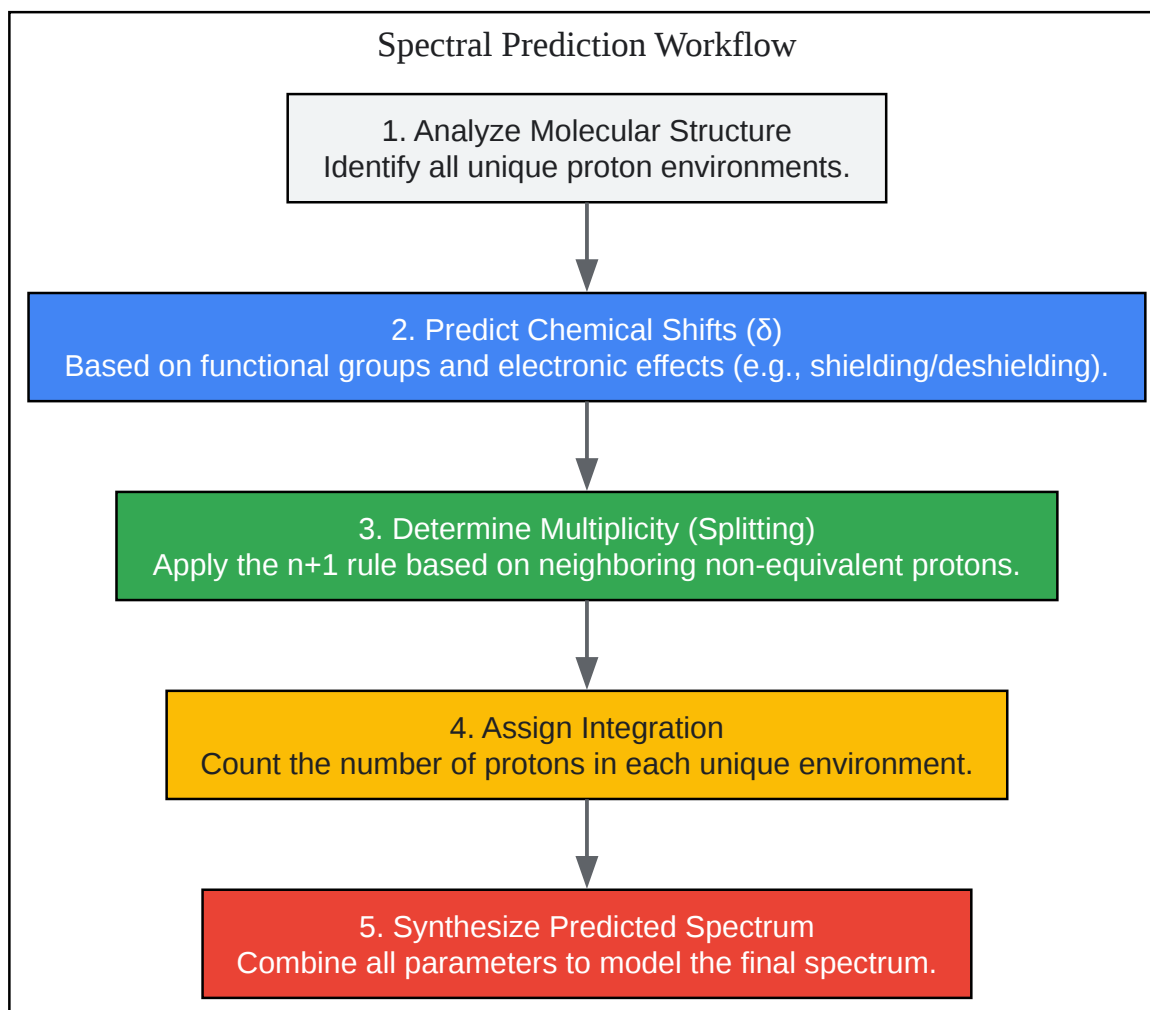 Spectral Prediction Workflow
1. Analyze Molecular Structure
Identify all unique proton environments.
2. Predict Chemical Shifts (δ)
Based on functional groups and electronic effects (e.g., shielding/deshielding).
3. Determine Multiplicity (Splitting)
Apply the n+1 rule based on neighboring non-equivalent protons.
4. Assign Integration
Count the number of protons in each unique environment.
5. Synthesize Predicted Spectrum
Combine all parameters to model the final spectrum.